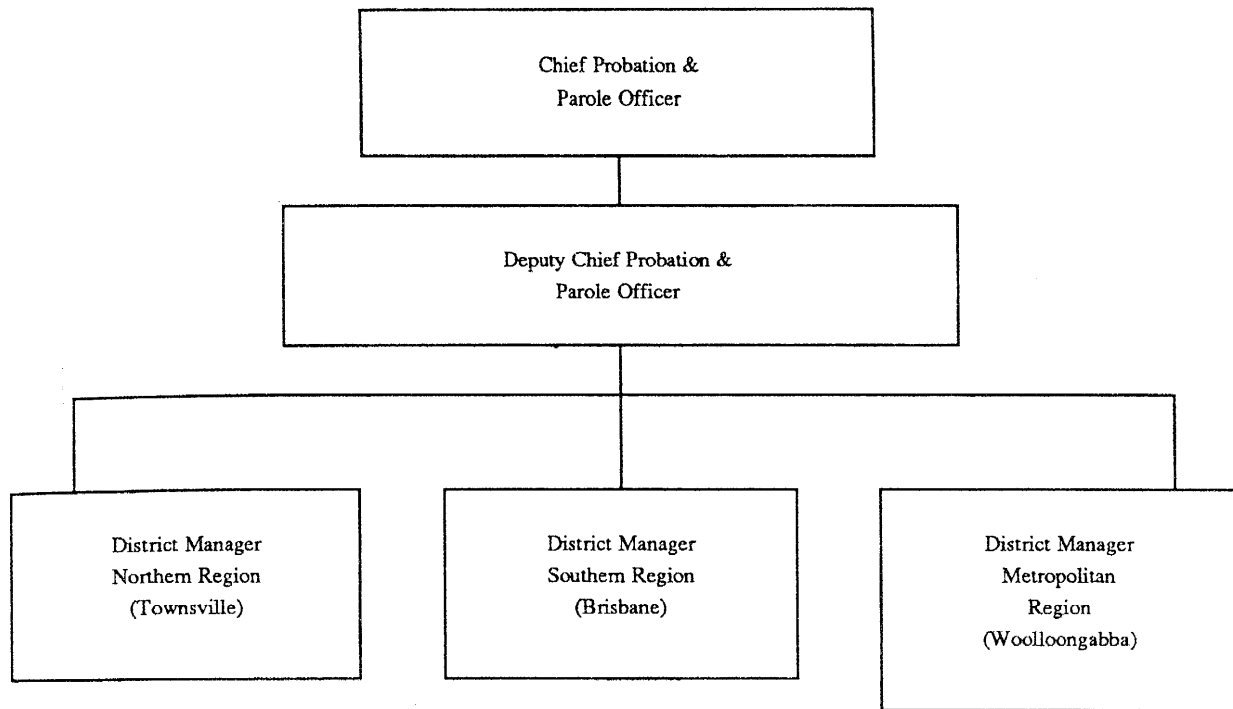 Chief Probation &
Parole Officer
Deputy Chief Probation &
Parole Officer
District Manager
Northern Region
(Townsville)
District Manager
Southern Region
(Brisbane)
District Manager
Metropolitan
Region
(Woolloongabba)